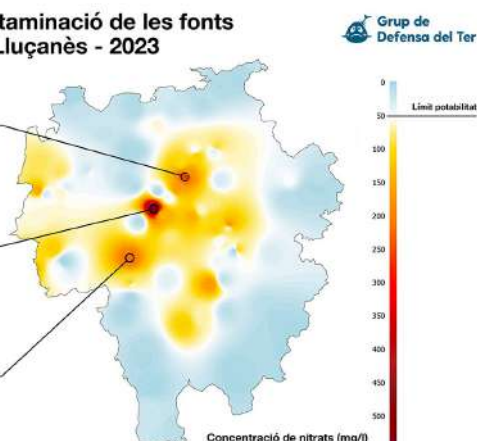 taminació de les fonts
Lluçanès - 2023
Grup de
Defensa del Ter
0
Límit potabilitat
50
100
150
200
250
300
350
400
450
500
Concentració de nitrats (mg/l)